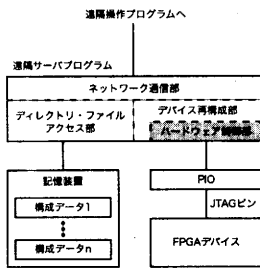 遠隔操作プログラムへ
遠隔サーバプログラム
ネットワーク通信部
ディレクトリ・ファイル
アクセス部
デバイス再構成部
ハードウェア制御部
記憶装置
構成データ1
構成データn
PIO
JTAGピン
FPGAデバイス